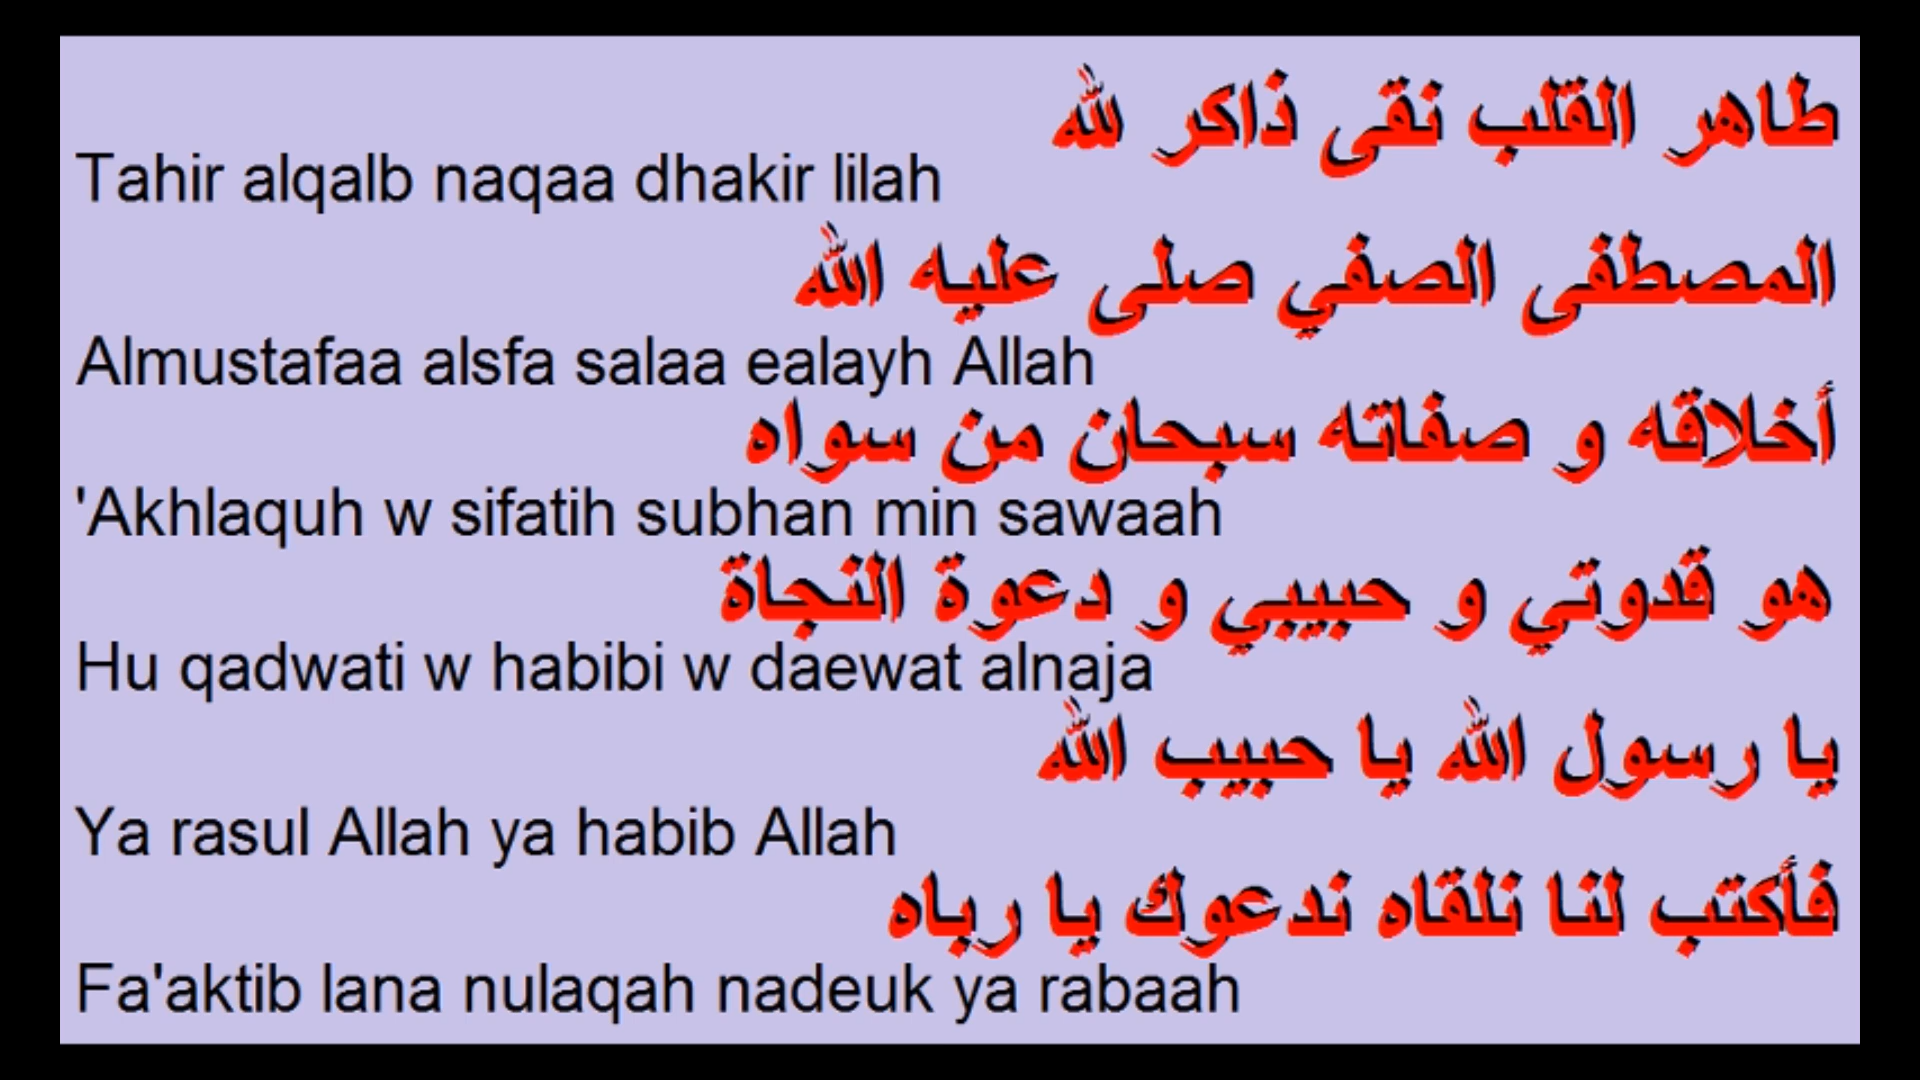 طاهر القلب نقى ذاكر لله
Tahir alqalb naqaa dhakir lilah
المصطفى الصفي صلى عليه الله
Almustafaa alsfa salaa ealayh Allah
أخلاقه و صفاته سبحان من سواه
'Akhlaquh w sifatih subhan min sawaah
هو قدوتي و حبيبي و دعوة النجاة
Hu qadwati w habibi w daewat alnaja
يا رسول الله يا حبيب الله
Ya rasul Allah ya habib Allah
فأكتب لنا نلقاه ندعوك يا رباه
Fa'aktib lana nulaqah nadeuk ya rabaah